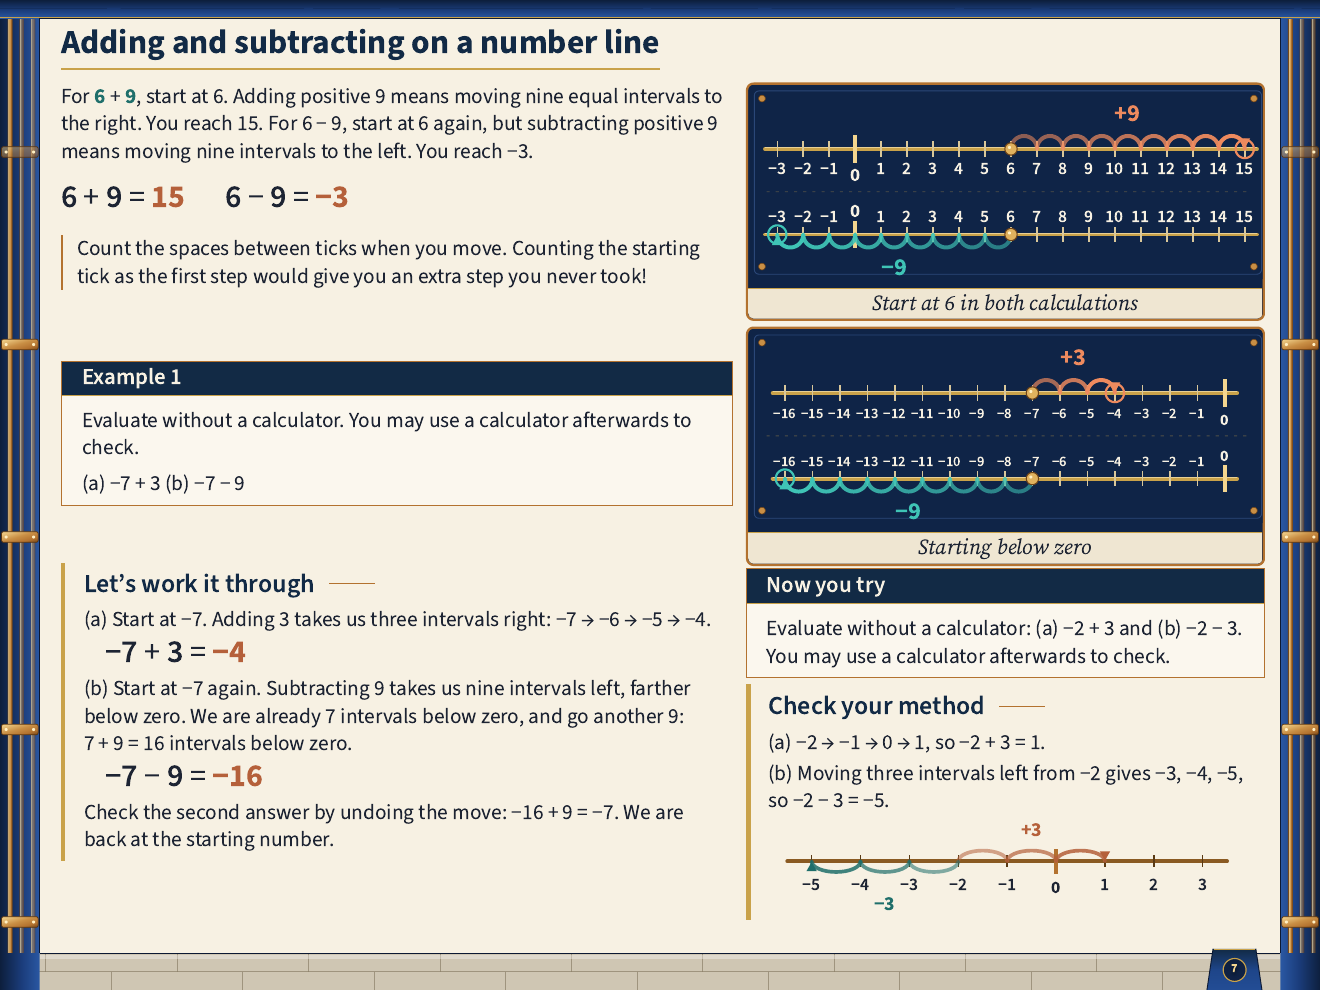 Adding and subtracting on a number line
For 6 + 9, start at 6. Adding positive 9 means moving nine equal intervals to
the right. You reach 15. For 6 − 9, start at 6 again, but subtracting positive 9
means moving nine intervals to the left. You reach −3.
6 + 9 = 15 6 − 9 = −3
Count the spaces between ticks when you move. Counting the starting
tick as the first step would give you an extra step you never took!
Example 1
Evaluate without a calculator. You may use a calculator afterwards to
check.
(a) −7 + 3 (b) −7 − 9
Let’s work it through
(a) Start at −7. Adding 3 takes us three intervals right: −7 → −6 → −5 → −4.
−7 + 3 = −4
(b) Start at −7 again. Subtracting 9 takes us nine intervals left, farther
below zero. We are already 7 intervals below zero, and go another 9:
7 + 9 = 16 intervals below zero.
−7 − 9 = −16
Check the second answer by undoing the move: −16 + 9 = −7. We are
back at the starting number.
+9
−3 −2 −1 0 1 2 3 4 5 6 7 8 9 10 11 12 13 14 15
−3 −2 −1 0 1 2 3 4 5 6 7 8 9 10 11 12 13 14 15
−9
Start at 6 in both calculations
+3
−16 −15 −14 −13 −12 −11 −10 −9 −8 −7 −6 −5 −4 −3 −2 −1 0
−16 −15 −14 −13 −12 −11 −10 −9 −8 −7 −6 −5 −4 −3 −2 −1 0
−9
Starting below zero
Now you try
Evaluate without a calculator: (a) −2 + 3 and (b) −2 − 3.
You may use a calculator afterwards to check.
Check your method
(a) −2 → −1 → 0 → 1, so −2 + 3 = 1.
(b) Moving three intervals left from −2 gives −3, −4, −5,
so −2 − 3 = −5.
+3
−5 −4 −3 −2 −1 0 1 2 3
−3
7